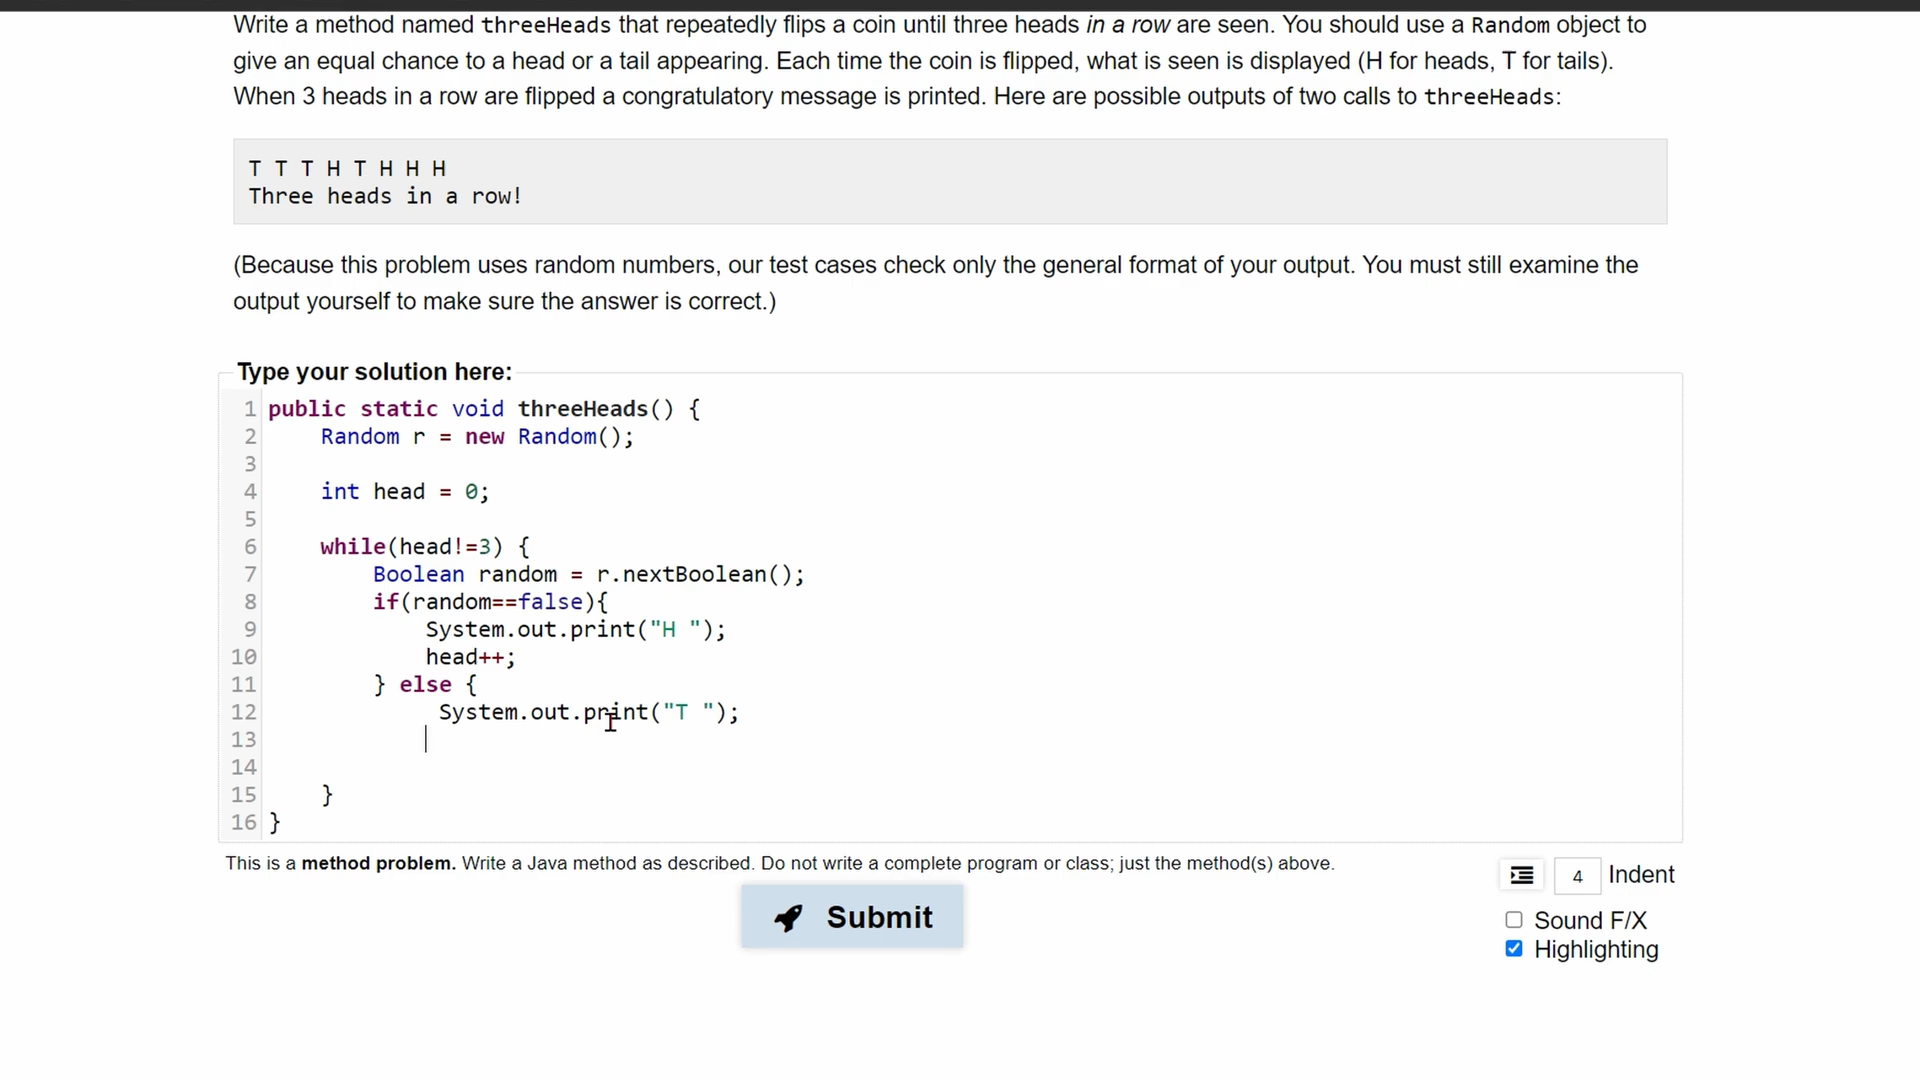 Write a method named threeHeads that repeatedly flips a coin until three heads in a row are seen. You should use a Random object to
give an equal chance to a head or a tail appearing. Each time the coin is flipped, what is seen is displayed (H for heads, T for tails).
When 3 heads in a row are flipped a congratulatory message is printed. Here are possible outputs of two calls to threeHeads:
T T T H T H H H
Three heads in a row!
(Because this problem uses random numbers, our test cases check only the general format of your output. You must still examine the
output yourself to make sure the answer is correct.)
Type your solution here:
1 public static void threeHeads() {
2     Random r = new Random();
3
4     int head = 0;
5
6     while(head!=3) {
7         Boolean random = r.nextBoolean();
8         if(random==false){
9             System.out.print("H ");
10             head++;
11         } else {
12              System.out.print("T ");
13
14
15     }
16 }
This is a method problem. Write a Java method as described. Do not write a complete program or class; just the method(s) above.
4 Indent
Submit
Sound F/X
Highlighting